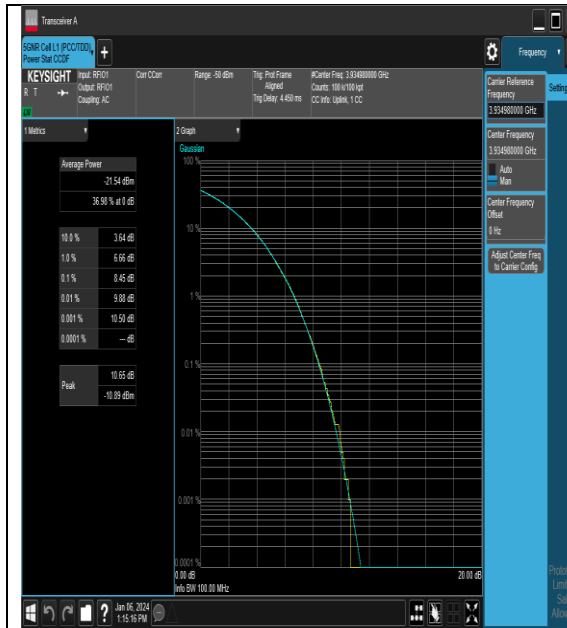 Transceiver A
5GNR Cell L1 (PCC/TDD),
Power Stat CCDF
Frequency
KEYSIGHT
R T
LV
Input: RFIO1
Output: RFIO1
Coupling: AC
Corr CCorr
Range: -50 dBm
Trig: Prot Frame
Aligned
Trig Delay: 4.450 ms
#Center Freq: 3.934980000 GHz
Counts: 100 k/100 kpt
CC Info: Uplink, 1 CC
1 Metrics
Average Power
-21.54 dBm
36.98 % at 0 dB
10.0 % 3.64 dB
1.0 % 6.66 dB
0.1 % 8.45 dB
0.01 % 9.88 dB
0.001 % 10.50 dB
0.0001 % --- dB
Peak
10.65 dB
-10.89 dBm
2 Graph
Gaussian
100 %
10 %
1 %
0.1 %
0.01 %
0.001 %
0.0001 %
0.00 dB
20.00 dB
Info BW 100.00 MHz
Carrier Reference
Frequency
3.934980000 GHz
Center Frequency
3.934980000 GHz
Auto
Man
Center Frequency
Offset
0 Hz
Adjust Center Freq
to Carrier Config
Jan 06, 2024
1:15:16 PM